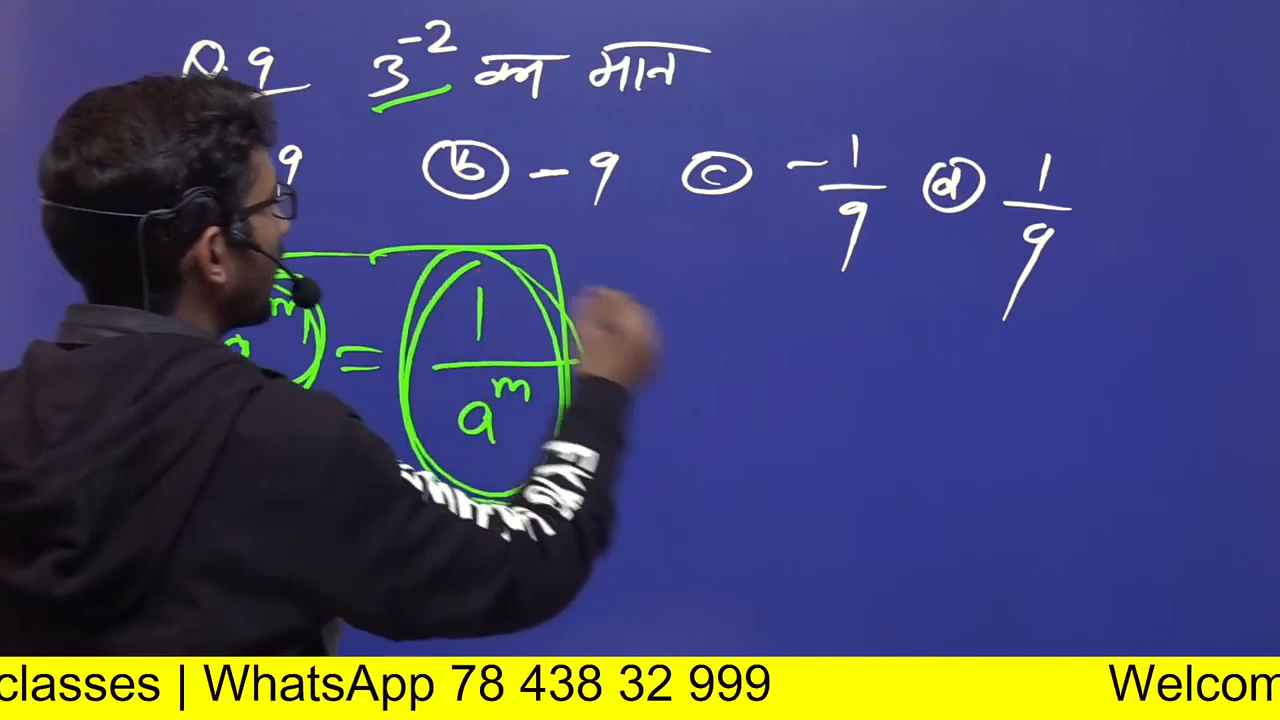 Q. 9 3⁻² का मान
9 (b) - 9 (c) - 1/9 (d) 1/9
a m = 1/aᵐ
classes | WhatsApp 78 438 32 999 Welcom